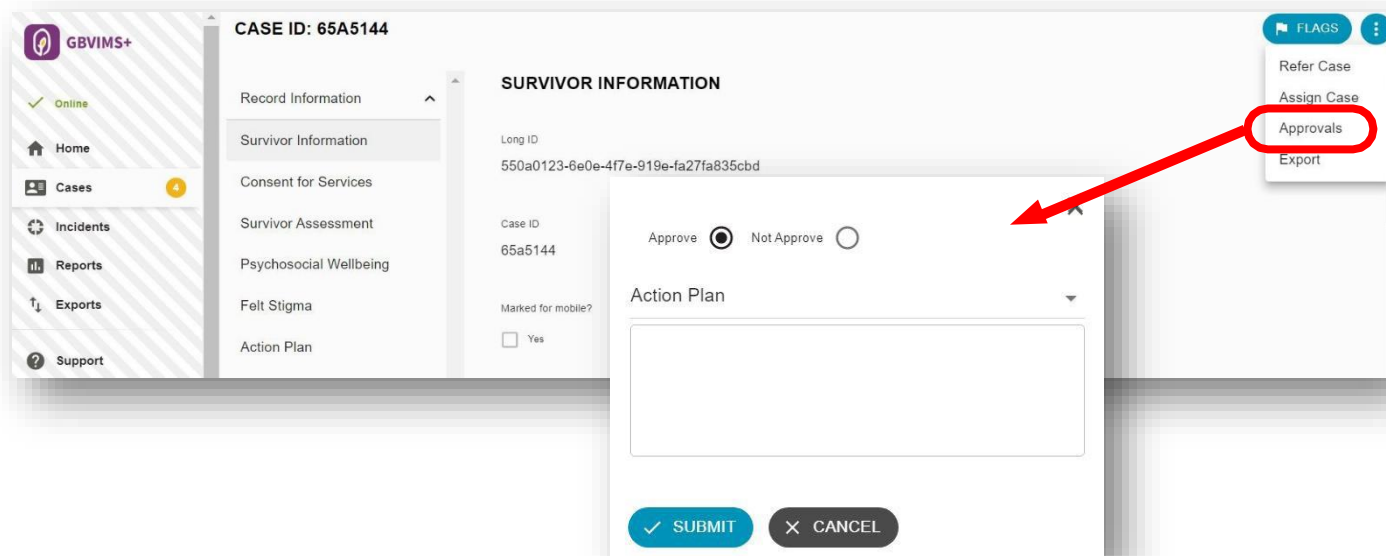 GBVIMS+
Online
Home
Cases 4
Incidents
Reports
Exports
Support
CASE ID: 65A5144
Record Information
Survivor Information
Consent for Services
Survivor Assessment
Psychosocial Wellbeing
Felt Stigma
Action Plan
SURVIVOR INFORMATION
Long ID
550a0123-6e0e-4f7e-919e-fa27fa835cbd
Case ID
65a5144
Marked for mobile?
Yes
FLAGS
Refer Case
Assign Case
Approvals
Export
Approve Not Approve
Action Plan
SUBMIT CANCEL